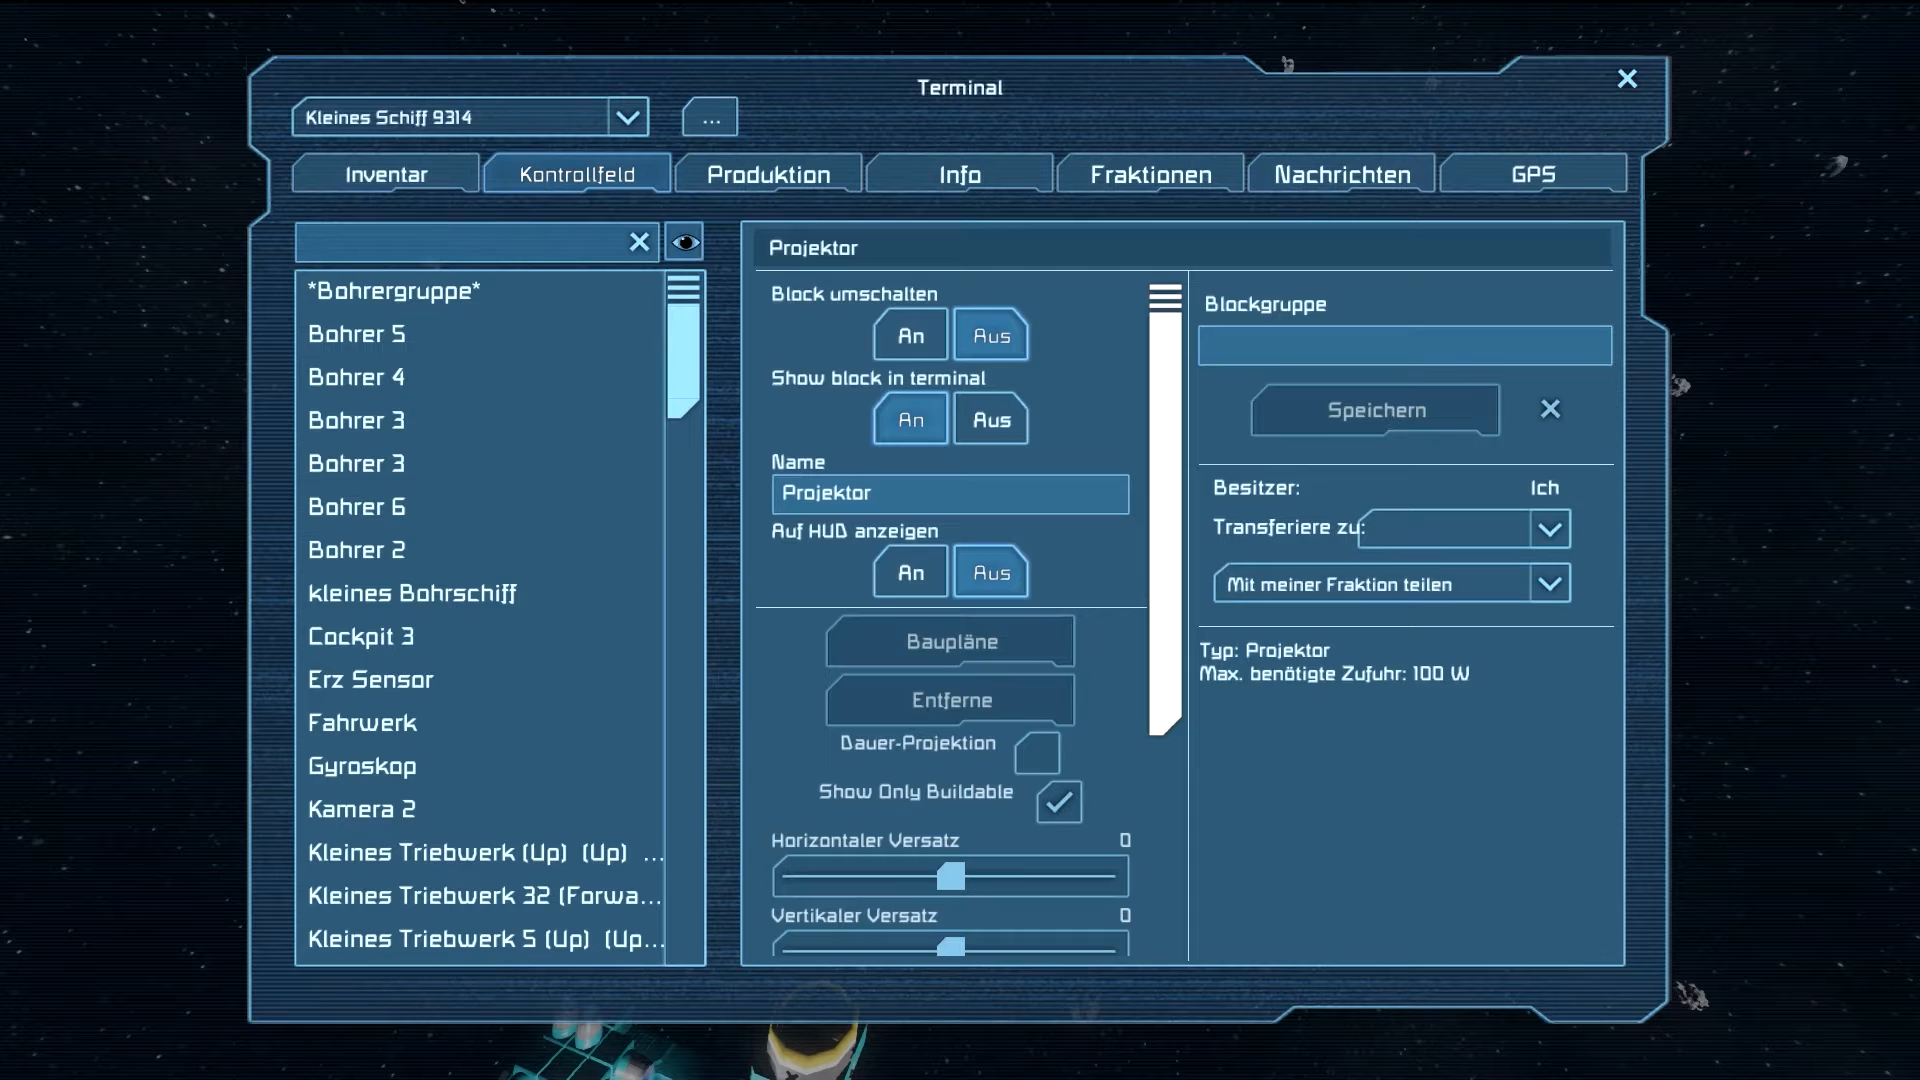 Terminal
Kleines Schiff 9314
...
Inventar
Kontrollfeld
Produktion
Info
Fraktionen
Nachrichten
GPS
*Bohrergruppe*
Bohrer 5
Bohrer 4
Bohrer 3
Bohrer 3
Bohrer 6
Bohrer 2
kleines Bohrschiff
Cockpit 3
Erz Sensor
Fahrwerk
Gyroskop
Kamera 2
Kleines Triebwerk (Up) (Up) ...
Kleines Triebwerk 32 (Forwa...
Kleines Triebwerk 5 (Up) (Up...
Projektor
Block umschalten
An Aus
Show block in terminal
An Aus
Name
Projektor
Auf HUD anzeigen
An Aus
Baupläne
Entferne
Dauer-Projektion
Show Only Buildable
Horizontaler Versatz 0
Vertikaler Versatz 0
Blockgruppe
Speichern
Besitzer: Ich
Transferiere zu:
Mit meiner Fraktion teilen
Typ: Projektor
Max. benötigte Zufuhr: 100 W